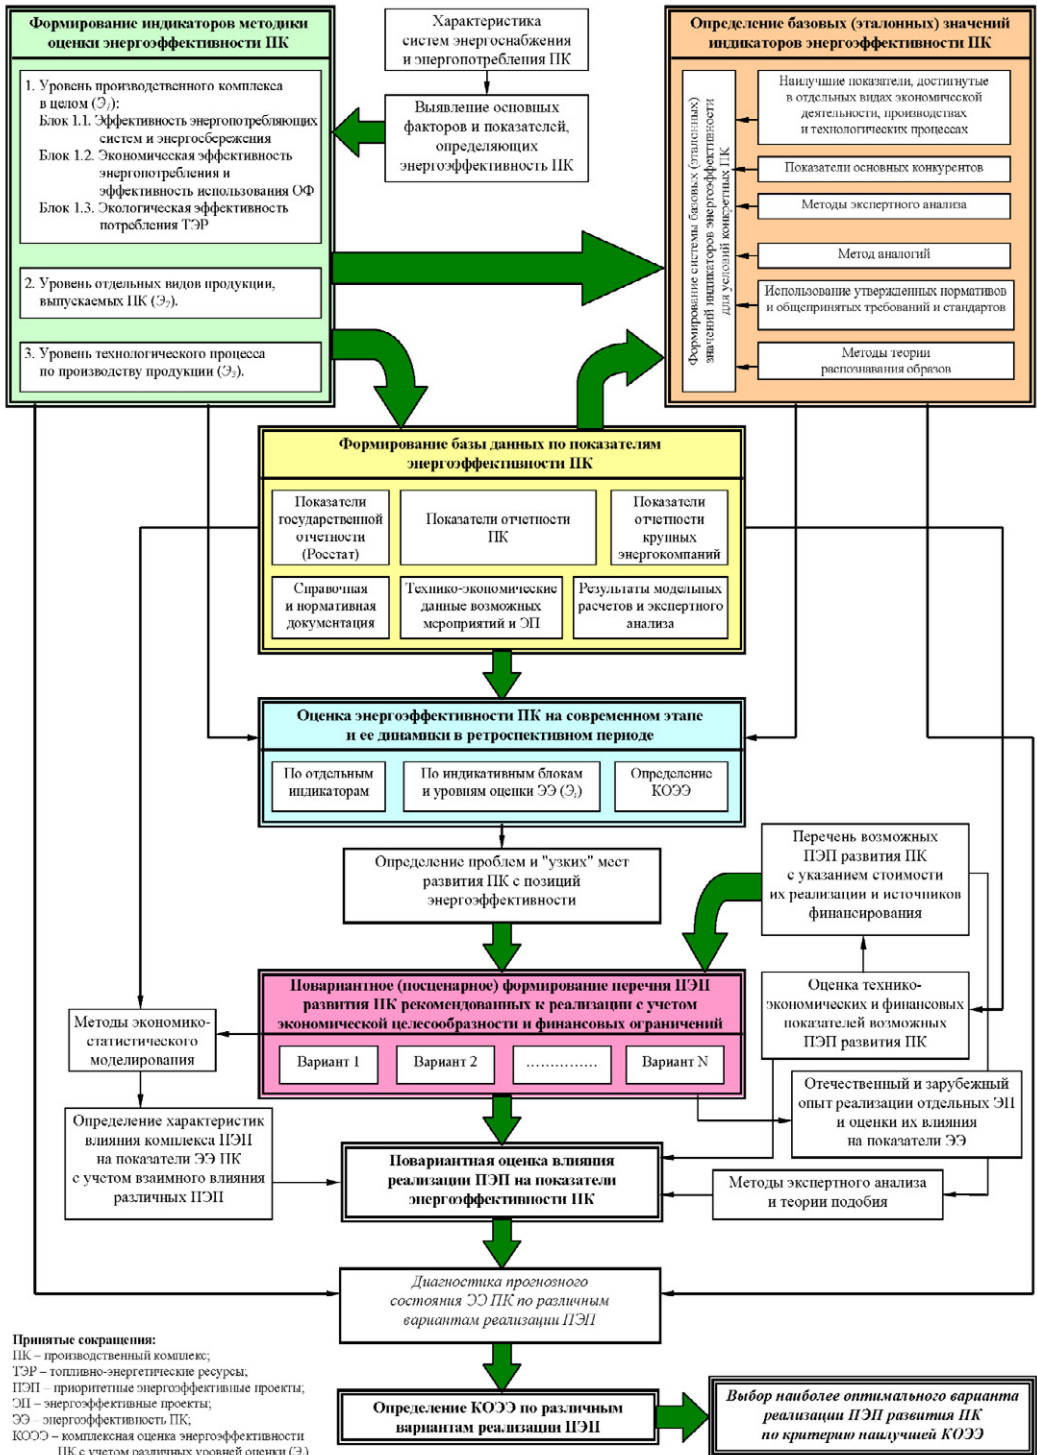 Формирование индикаторов методики
оценки энергоэффективности ПК
1. Уровень производственного комплекса
в целом (Э₁):
Блок 1.1. Эффективность энергопотребляющих
систем и энергосбережения
Блок 1.2. Экономическая эффективность
энергопотребления и
эффективность использования ОФ
Блок 1.3. Экологическая эффективность
потребления ТЭР
2. Уровень отдельных видов продукции,
выпускаемых ПК (Э₂).
3. Уровень технологического процесса
по производству продукции (Э₃).
Характеристика
систем энергоснабжения
и энергопотребления ПК
Выявление основных
факторов и показателей,
определяющих
энергоэффективность ПК
Определение базовых (эталонных) значений
индикаторов энергоэффективности ПК
Формирование системы базовых (эталонных)
значений индикаторов энергоэффективности
для условий конкретных ПК
Наилучшие показатели, достигнутые
в отдельных видах экономической
деятельности, производствах
и технологических процессах
Показатели основных конкурентов
Методы экспертного анализа
Метод аналогий
Использование утвержденных нормативов
и общепринятых требований и стандартов
Методы теории
распознавания образов
Формирование базы данных по показателям
энергоэффективности ПК
Показатели
государственной
отчетности
(Росстат)
Показатели отчетности
ПК
Показатели
отчетности
крупных
энергокомпаний
Справочная
и нормативная
документация
Технико-экономические
данные возможных
мероприятий и ЭП
Результаты модельных
расчетов и экспертного
анализа
Оценка энергоэффективности ПК на современном этапе
и ее динамики в ретроспективном периоде
По отдельным
индикаторам
По индикативным блокам
и уровням оценки ЭЭ (Эᵢ)
Определение
КОЭЭ
Определение проблем и "узких" мест
развития ПК с позиций
энергоэффективности
Перечень возможных
ПЭП развития ПК
с указанием стоимости
их реализации и источников
финансирования
Повариантное (посценарное) формирование перечня ПЭП
развития ПК рекомендованных к реализации с учетом
экономической целесообразности и финансовых ограничений
Вариант 1
Вариант 2
...............
Вариант N
Оценка технико-
экономических и финансовых
показателей возможных
ПЭП развития ПК
Методы экономико-
статистического
моделирования
Отечественный и зарубежный
опыт реализации отдельных ЭП
и оценки их влияния
на показатели ЭЭ
Определение характеристик
влияния комплекса ПЭП
на показатели ЭЭ ПК
с учетом взаимного влияния
различных ПЭП
Повариантная оценка влияния
реализации ПЭП на показатели
энергоэффективности ПК
Методы экспертного анализа
и теории подобия
Диагностика прогнозного
состояния ЭЭ ПК по различным
вариантам реализации ПЭП
Определение КОЭЭ по различным
вариантам реализации ПЭП
Выбор наиболее оптимального варианта
реализации ПЭП развития ПК
по критерию наилучшей КОЭЭ
Принятые сокращения:
ПК – производственный комплекс;
ТЭР – топливно-энергетические ресурсы;
ПЭП – приоритетные энергоэффективные проекты;
ЭП – энергоэффективные проекты;
ЭЭ – энергоэффективность ПК;
КОЭЭ – комплексная оценка энергоэффективности
ПК с учетом различных уровней оценки (Эᵢ)